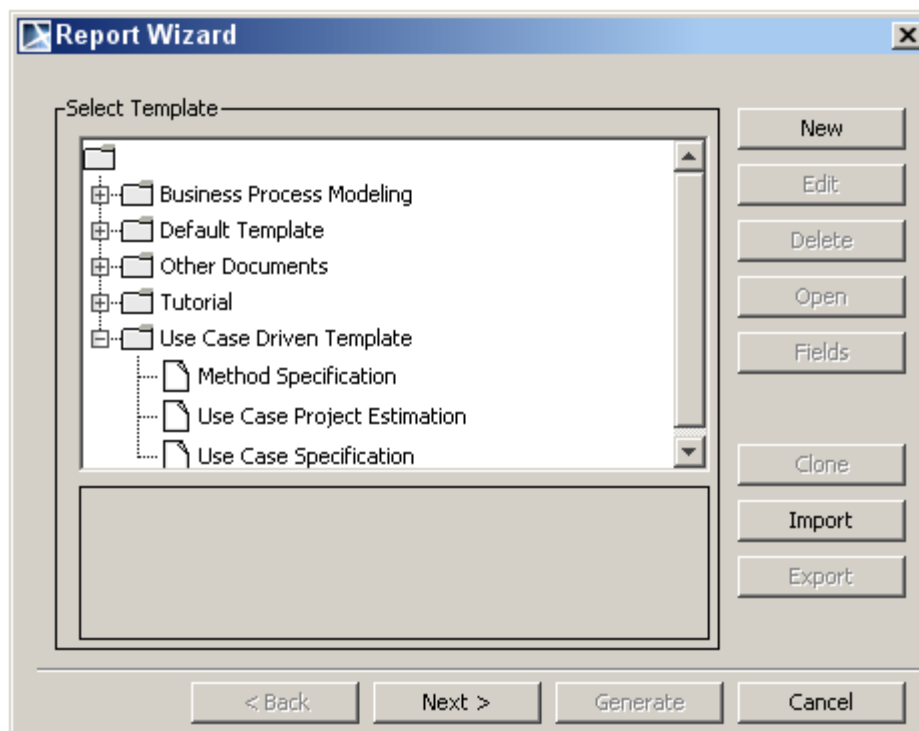 Report Wizard
Select Template
Business Process Modeling
Default Template
Other Documents
Tutorial
Use Case Driven Template
Method Specification
Use Case Project Estimation
Use Case Specification
New
Edit
Delete
Open
Fields
Clone
Import
Export
< Back
Next >
Generate
Cancel